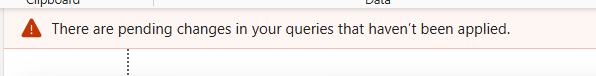 Clipboard
Data
There are pending changes in your queries that haven't been applied.